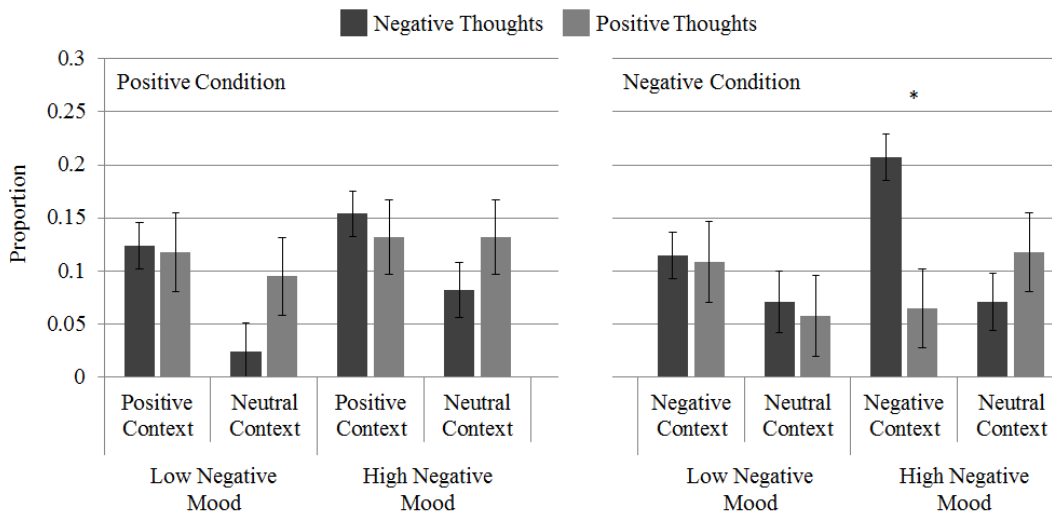 Negative Thoughts Positive Thoughts
0.3
Positive Condition
Negative Condition
*
0.25
0.2
0.15
0.1
0.05
0
Proportion
Positive Neutral Positive Neutral
Context Context Context Context
Low Negative High Negative
Mood Mood
Negative Neutral Negative Neutral
Context Context Context Context
Low Negative High Negative
Mood Mood